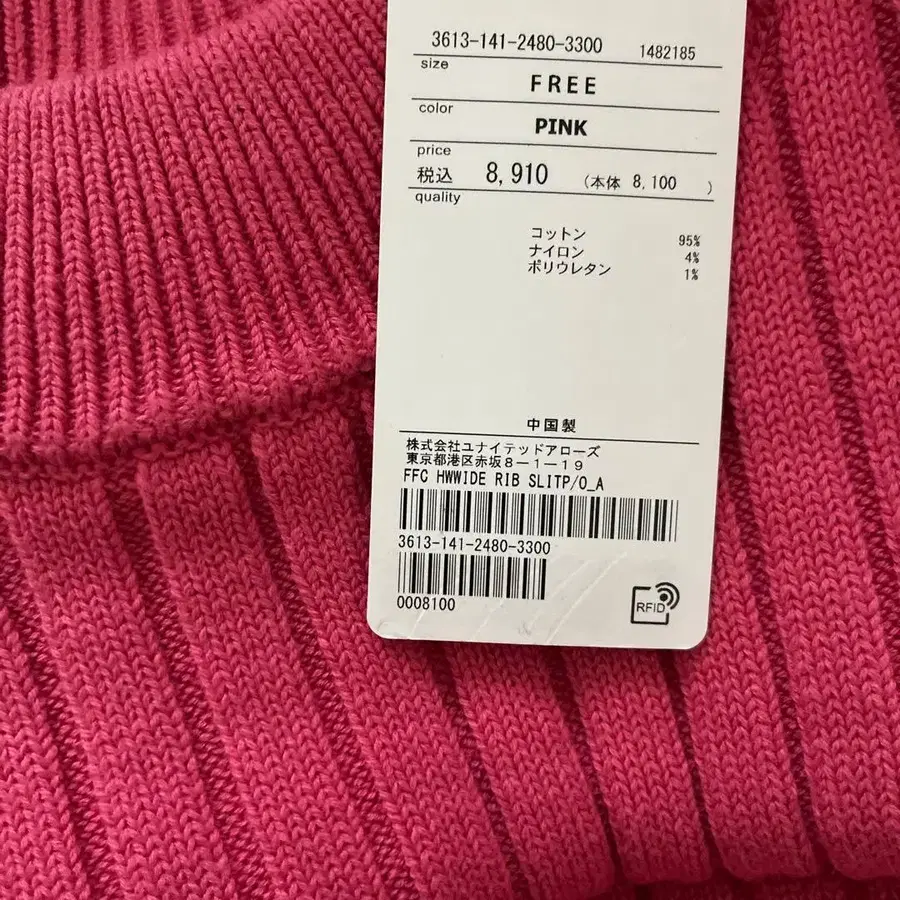 3613-141-2480-3300 1482185
size
FREE
color
PINK
price
税込 8,910 (本体 8,100 )
quality
コットン 95%
ナイロン 4%
ポリウレタン 1%
中国製
株式会社ユナイテッドアローズ
東京都港区赤坂8-1-19
FFC HWWIDE RIB SLITP/O_A
3613-141-2480-3300
0008100
RFID